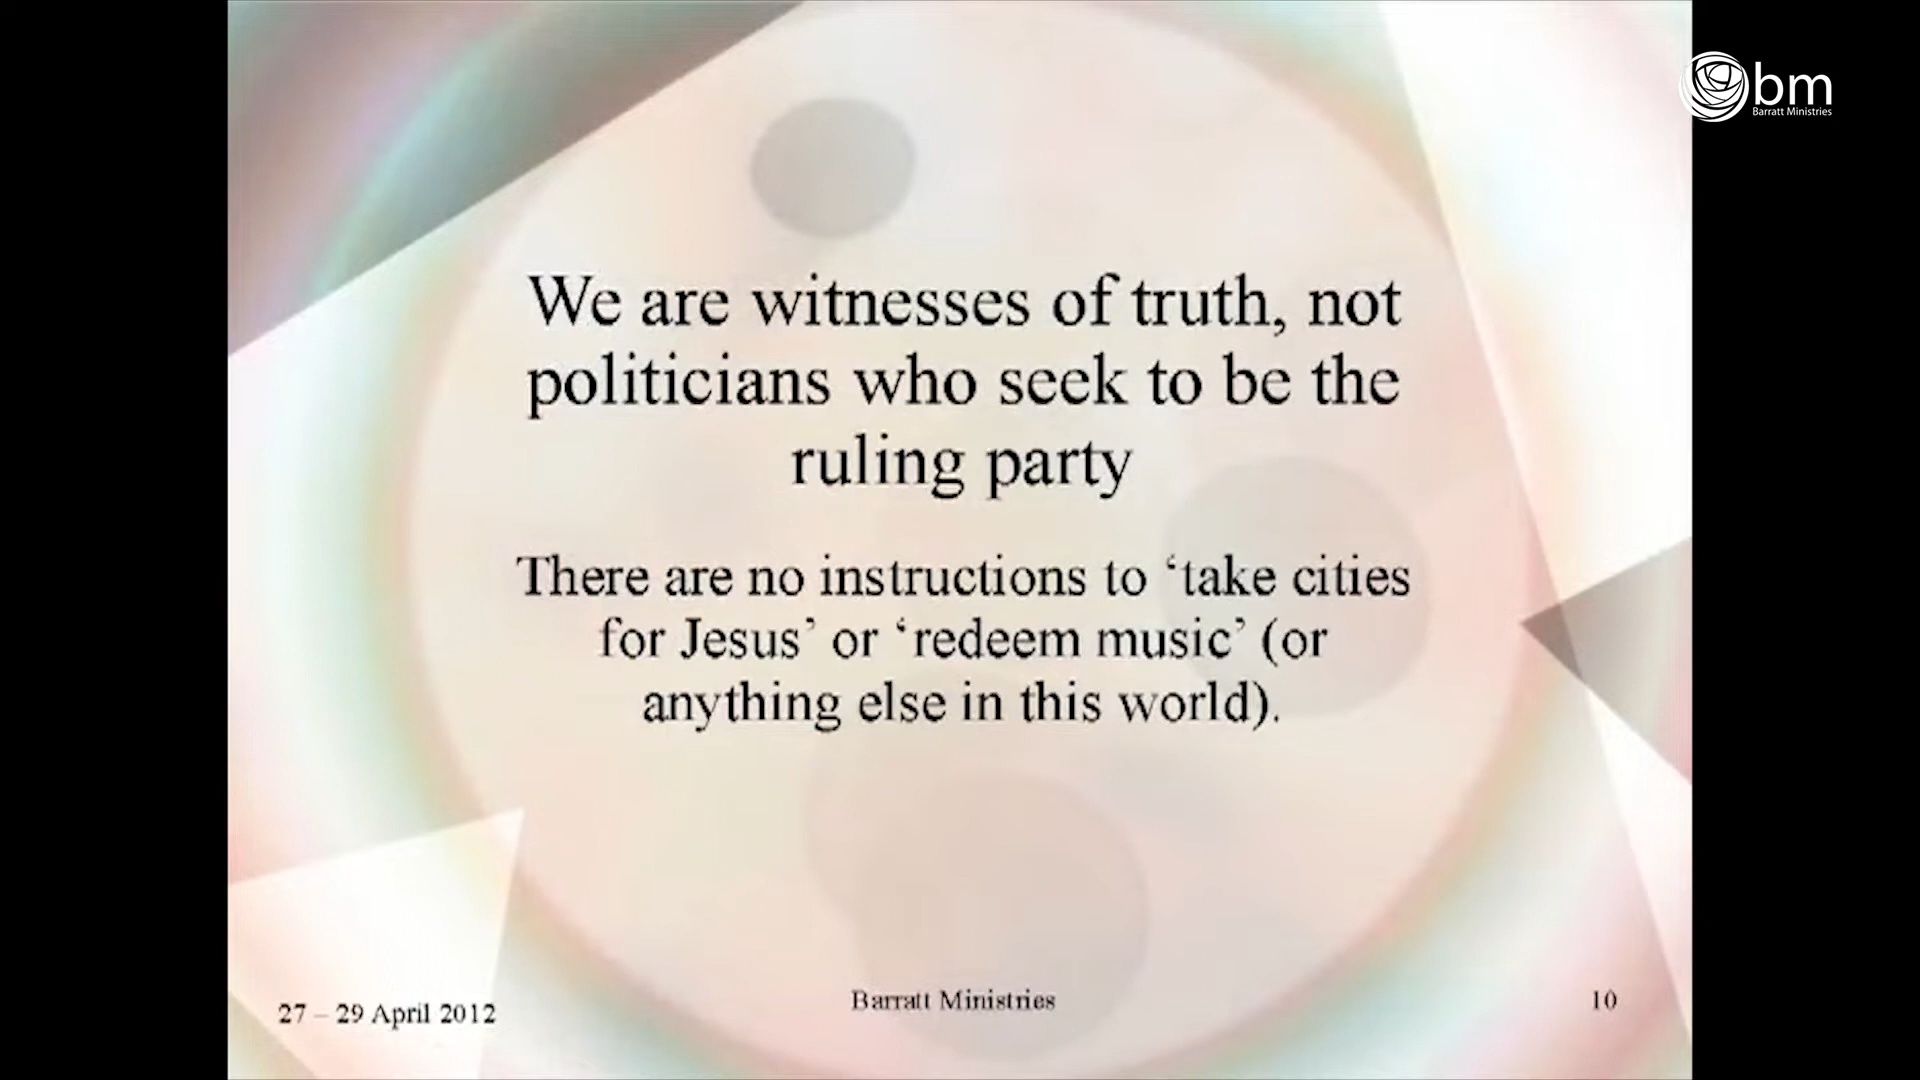 bm
Barratt Ministries
We are witnesses of truth, not
politicians who seek to be the
ruling party
There are no instructions to ‘take cities
for Jesus’ or ‘redeem music’ (or
anything else in this world).
27 – 29 April 2012
Barratt Ministries
10